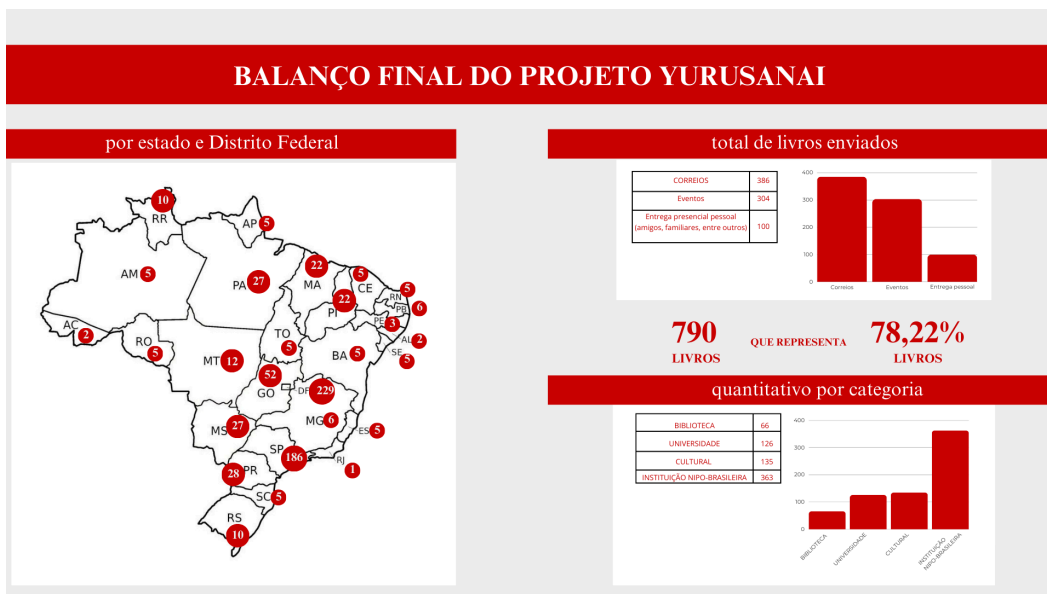 BALANÇO FINAL DO PROJETO YURUSANAI
por estado e Distrito Federal
10
RR
AP 5
AM 5
PA 27
22
MA
5
CE
5
RN
6
PB
22
PI
PE 3
AL 2
SE
5
AC
2
RO
5
TO
5
BA 5
MT 12
52
GO
DF 229
MG 6
ES 5
MS 27
SP
186
RJ
1
28
PR
SC 5
RS
10
total de livros enviados
CORREIOS 386
Eventos 304
Entrega presencial pessoal
(amigos, familiares, entre outros) 100
400
300
200
100
0
Correios Eventos Entrega pessoal
790 QUE REPRESENTA 78,22%
LIVROS LIVROS
quantitativo por categoria
BIBLIOTECA 66
UNIVERSIDADE 126
CULTURAL 135
INSTITUIÇÃO NIPO-BRASILEIRA 363
400
300
200
100
0
BIBLIOTECA
UNIVERSIDADE
CULTURAL
INSTITUIÇÃO
NIPO-BRASILEIRA